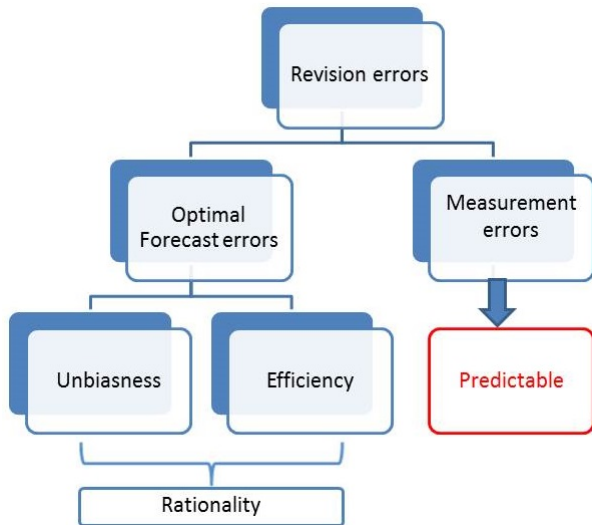 Revision errors
Optimal
Forecast errors
Measurement
errors
Unbiasness
Efficiency
Predictable
Rationality